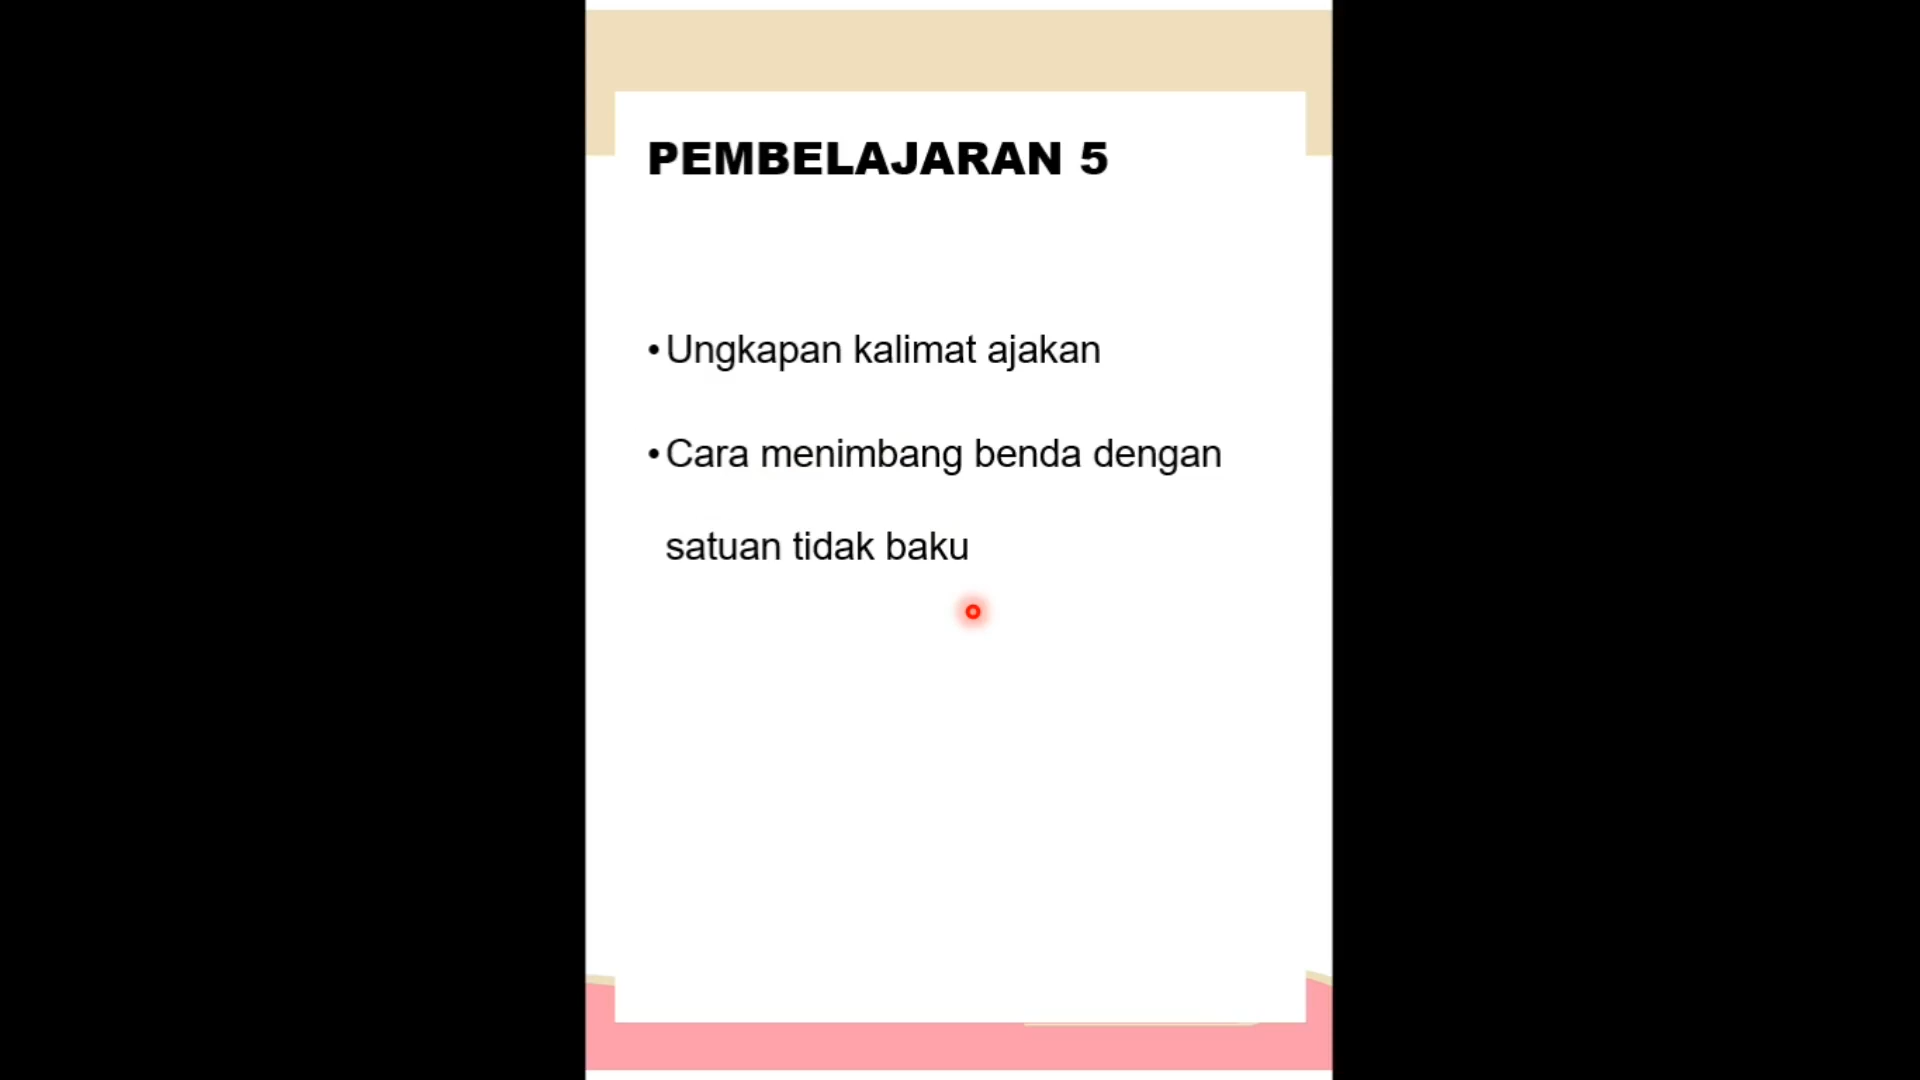 PEMBELAJARAN 5
• Ungkapan kalimat ajakan
• Cara menimbang benda dengan
satuan tidak baku